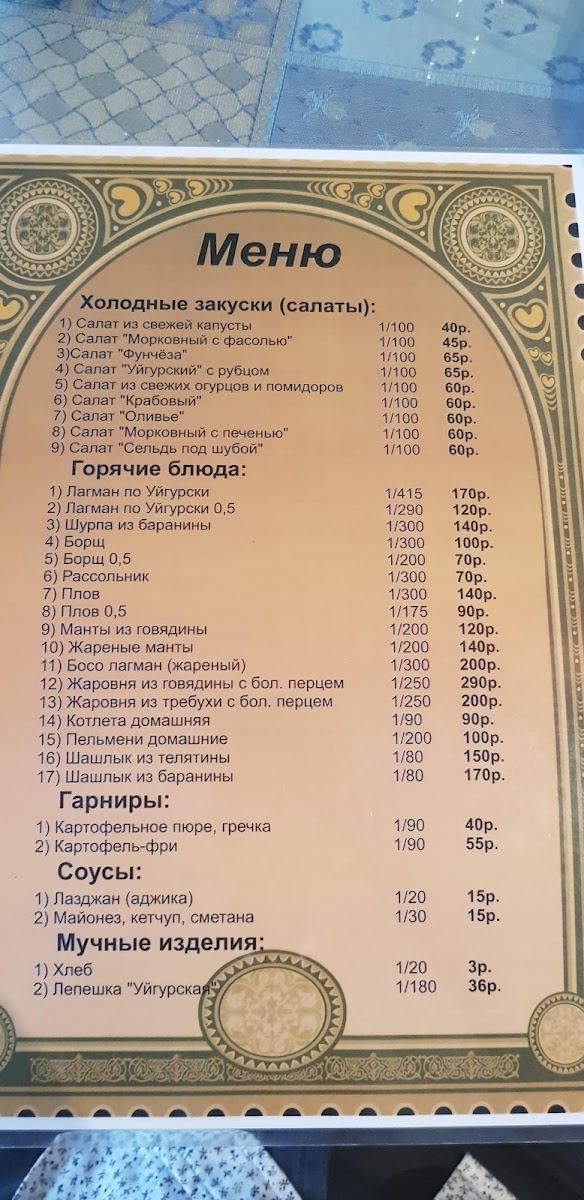 Меню
Холодные закуски (салаты):
1) Салат из свежей капусты 1/100 40р.
2) Салат "Морковный с фасолью" 1/100 45р.
3)Салат "Фунчёза" 1/100 65р.
4) Салат "Уйгурский" с рубцом 1/100 65р.
5) Салат из свежих огурцов и помидоров 1/100 60р.
6) Салат "Крабовый" 1/100 60р.
7) Салат "Оливье" 1/100 60р.
8) Салат "Морковный с печенью" 1/100 60р.
9) Салат "Сельдь под шубой" 1/100 60р.
Горячие блюда:
1) Лагман по Уйгурски 1/415 170р.
2) Лагман по Уйгурски 0,5 1/290 120р.
3) Шурпа из баранины 1/300 140р.
4) Борщ 1/300 100р.
5) Борщ 0,5 1/200 70р.
6) Рассольник 1/300 70р.
7) Плов 1/300 140р.
8) Плов 0,5 1/175 90р.
9) Манты из говядины 1/200 120р.
10) Жареные манты 1/200 140р.
11) Босо лагман (жареный) 1/300 200р.
12) Жаровня из говядины с бол. перцем 1/250 290р.
13) Жаровня из требухи с бол. перцем 1/250 200р.
14) Котлета домашняя 1/90 90р.
15) Пельмени домашние 1/200 100р.
16) Шашлык из телятины 1/80 150р.
17) Шашлык из баранины 1/80 170р.
Гарниры:
1) Картофельное пюре, гречка 1/90 40р.
2) Картофель-фри 1/90 55р.
Соусы:
1) Лазджан (аджика) 1/20 15р.
2) Майонез, кетчуп, сметана 1/30 15р.
Мучные изделия:
1) Хлеб 1/20 3р.
2) Лепешка "Уйгурская" 1/180 36р.